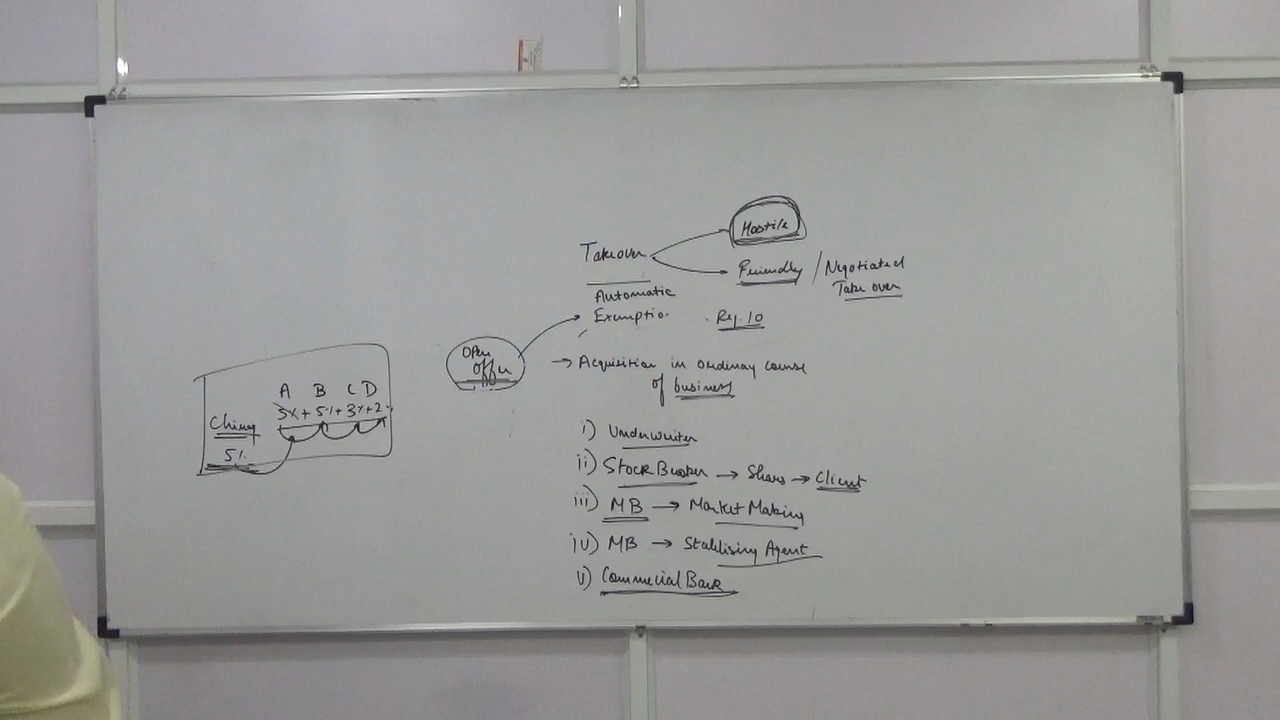 Hostile
Takeover
Friendly / Negotiated
Take over
Automatic
Exemption Reg. 10
Open
offer
→ Acquisition in ordinary course
of business
A B C D
5% + 5% + 3% + 2
5%
i) Underwriter
ii) Stock Broker → Shares → Client
iii) MB → Market Making
iv) MB → Stabilising Agent
v) Commercial Bank